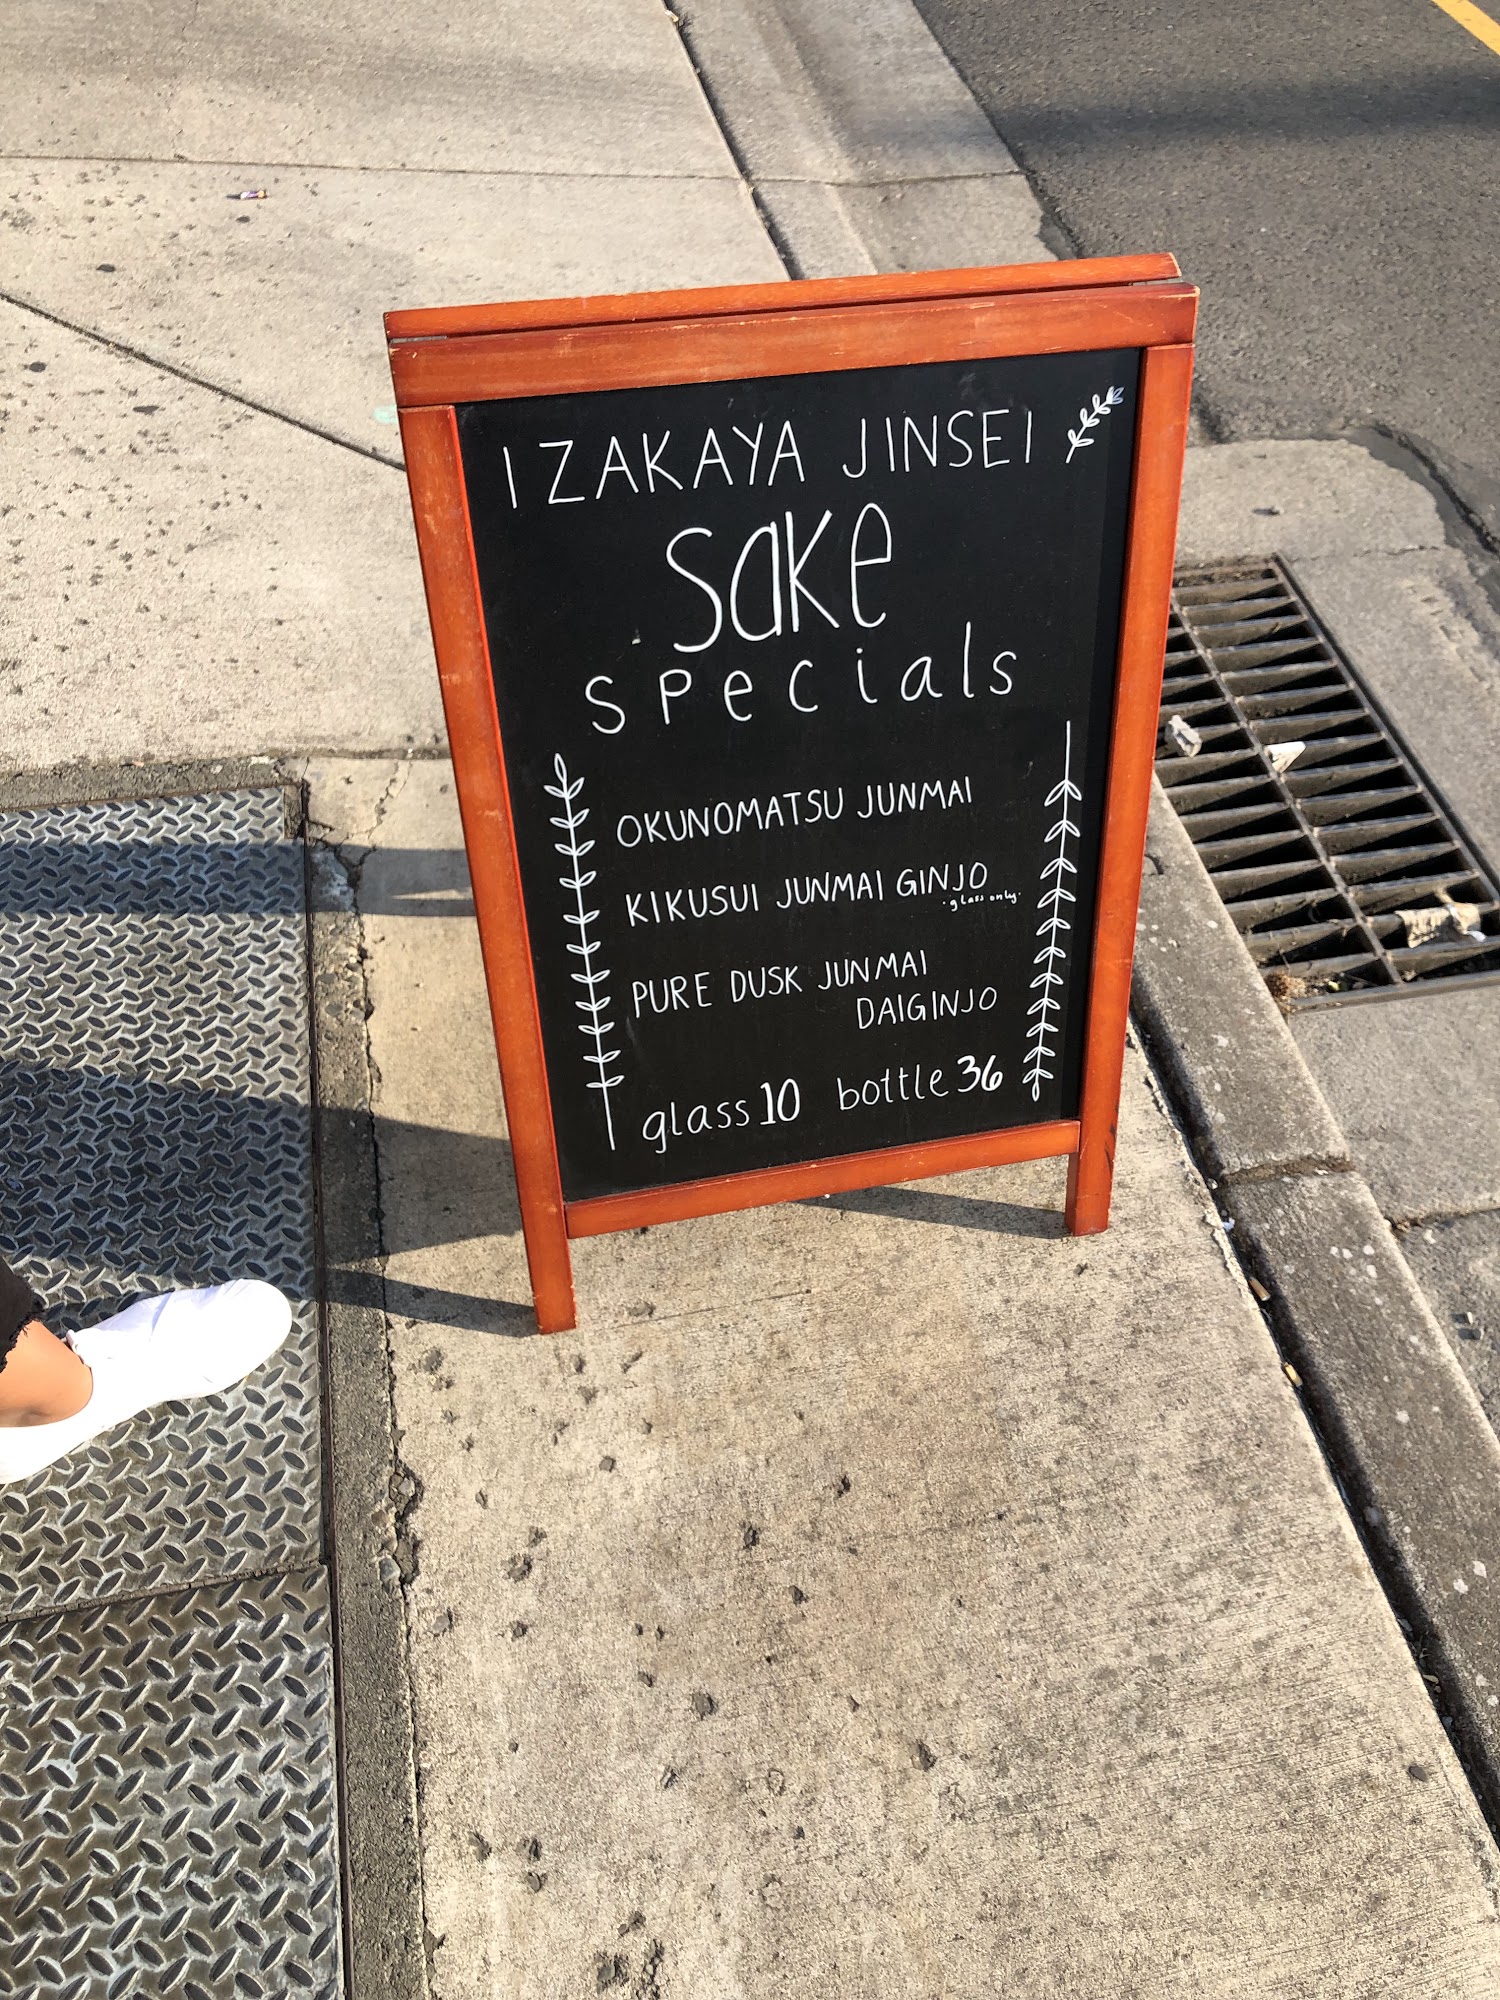 IZAKAYA JINSEI
sake
specials
OKUNOMATSU JUNMAI
KIKUSUI JUNMAI GINJO
·glass only·
PURE DUSK JUNMAI
DAIGINJO
glass 10 bottle 36